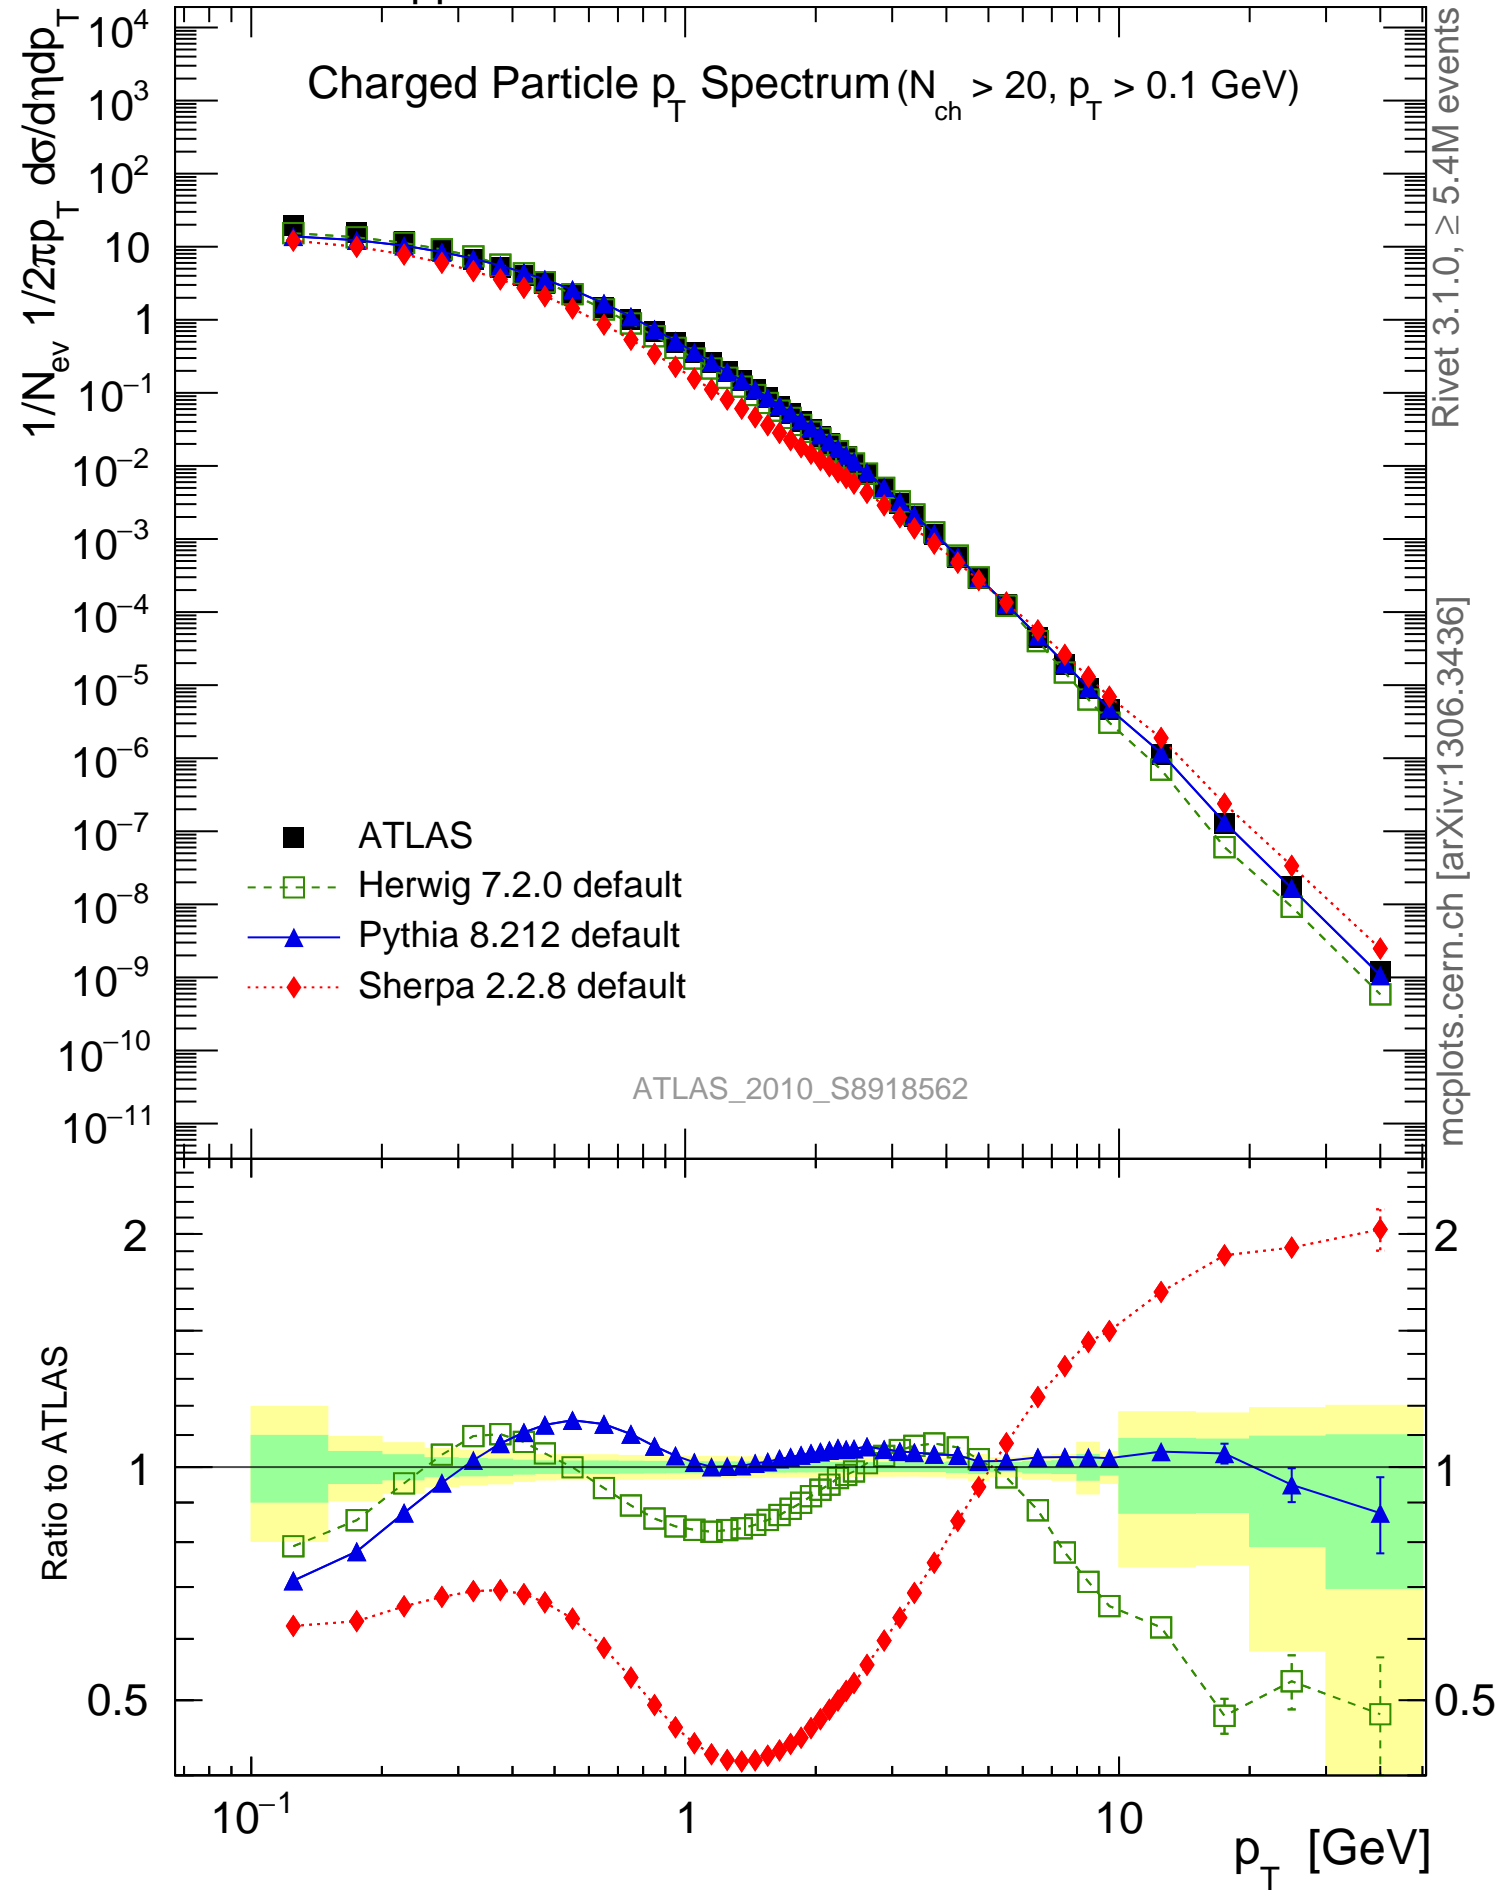 Charged Particle p_T Spectrum (N_ch > 20, p_T > 0.1 GeV)
1/N_ev 1/2πp_T dσ/dηdp_T
10^4
10^3
10^2
10
1
10^−1
10^−2
10^−3
10^−4
10^−5
10^−6
10^−7
10^−8
10^−9
10^−10
10^−11
ATLAS
Herwig 7.2.0 default
Pythia 8.212 default
Sherpa 2.2.8 default
ATLAS_2010_S8918562
Rivet 3.1.0, ≥ 5.4M events
mcplots.cern.ch [arXiv:1306.3436]
Ratio to ATLAS
2
1
0.5
2
1
0.5
10^−1
1
10
p_T [GeV]